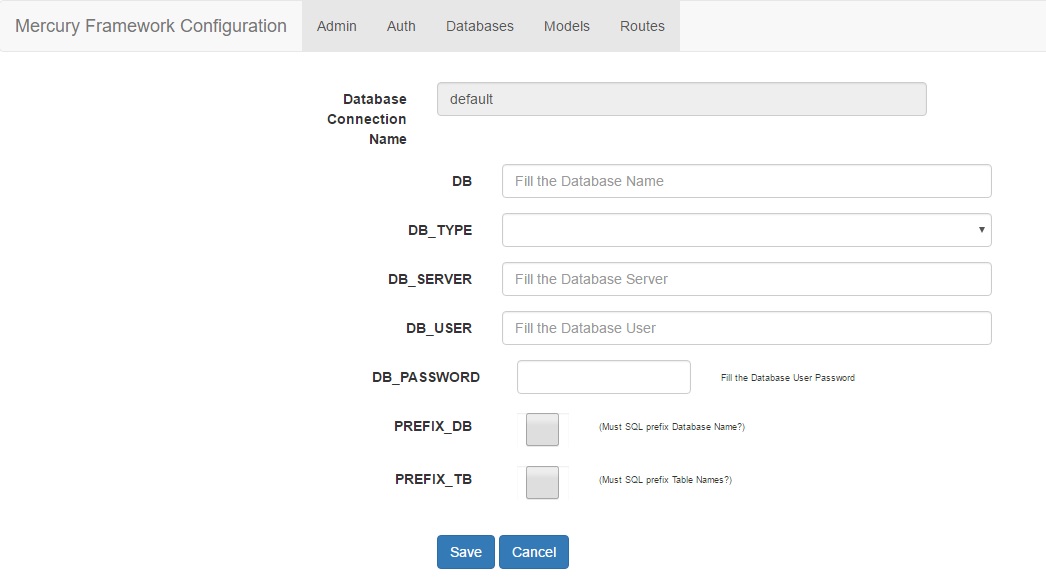 Mercury Framework Configuration Admin Auth Databases Models Routes
Database
Connection
Name
default
DB Fill the Database Name
DB_TYPE
DB_SERVER Fill the Database Server
DB_USER Fill the Database User
DB_PASSWORD Fill the Database User Password
PREFIX_DB (Must SQL prefix Database Name?)
PREFIX_TB (Must SQL prefix Table Names?)
Save Cancel